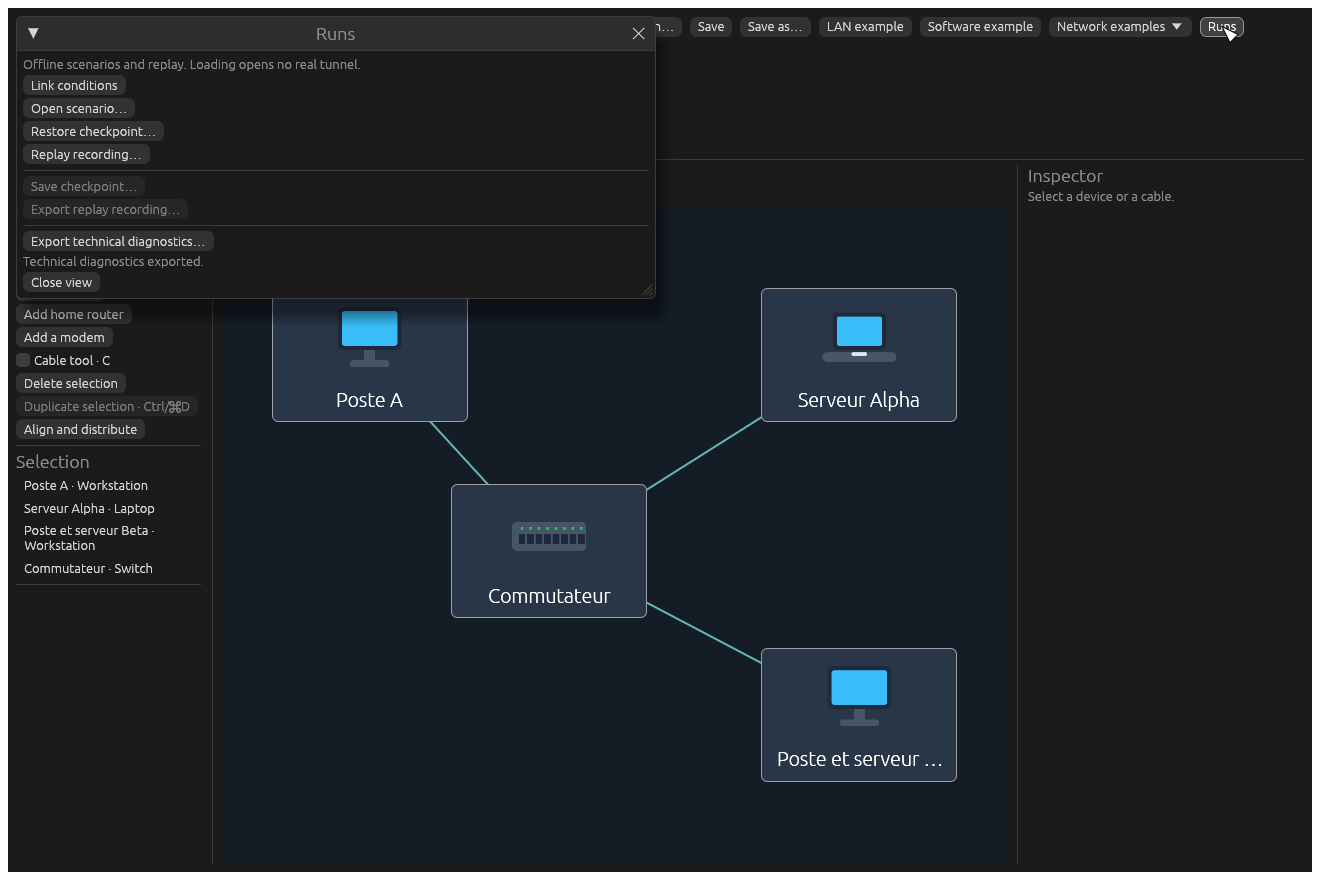 Runs
Save
Save as…
LAN example
Software example
Network examples
Runs
Offline scenarios and replay. Loading opens no real tunnel.
Link conditions
Open scenario…
Restore checkpoint…
Replay recording…
Save checkpoint…
Export replay recording…
Export technical diagnostics…
Technical diagnostics exported.
Close view
Add home router
Add a modem
Cable tool · C
Delete selection
Duplicate selection · Ctrl/⌘D
Align and distribute
Selection
Poste A · Workstation
Serveur Alpha · Laptop
Poste et serveur Beta ·
Workstation
Commutateur · Switch
Poste A
Serveur Alpha
Commutateur
Poste et serveur …
Inspector
Select a device or a cable.